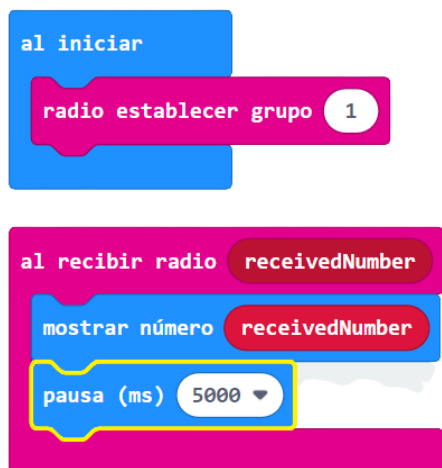 al iniciar
radio establecer grupo 1
al recibir radio receivedNumber
mostrar número receivedNumber
pausa (ms) 5000